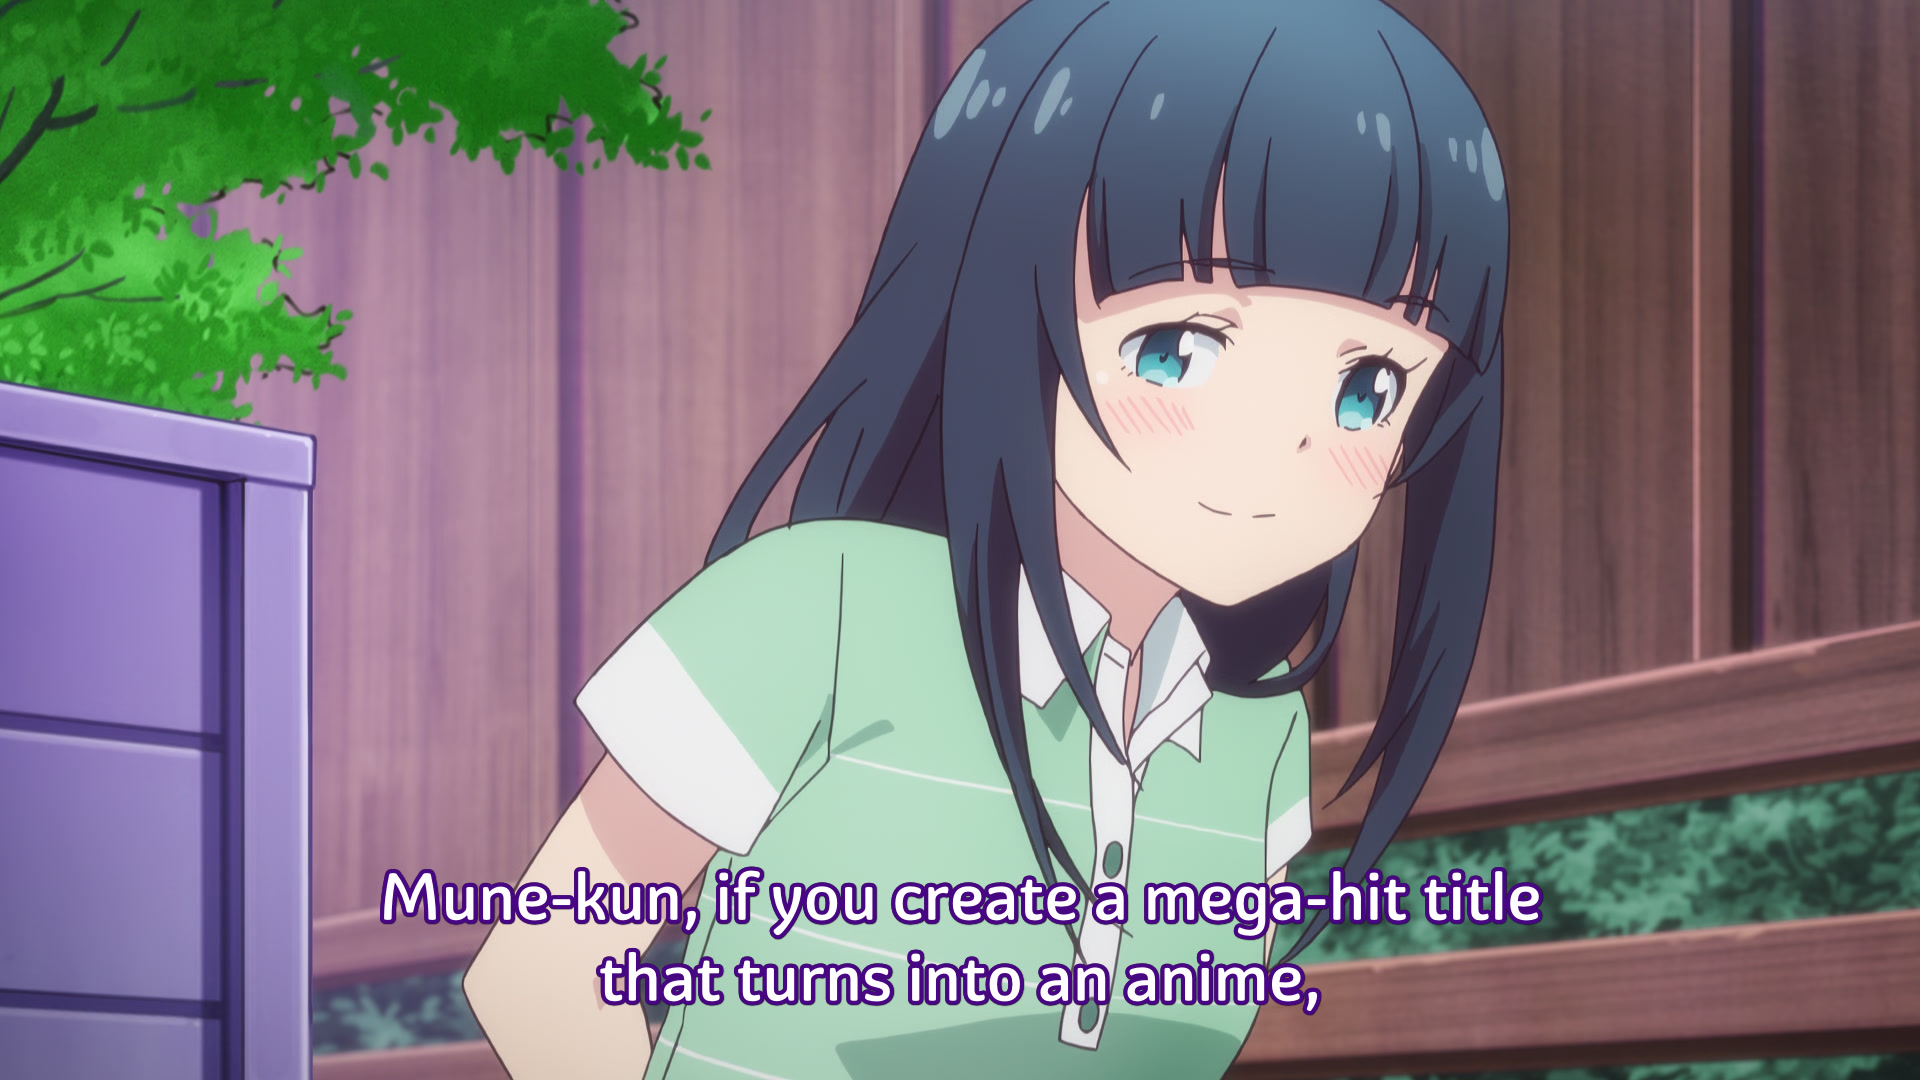 Mune-kun, if you create a mega-hit title
that turns into an anime,